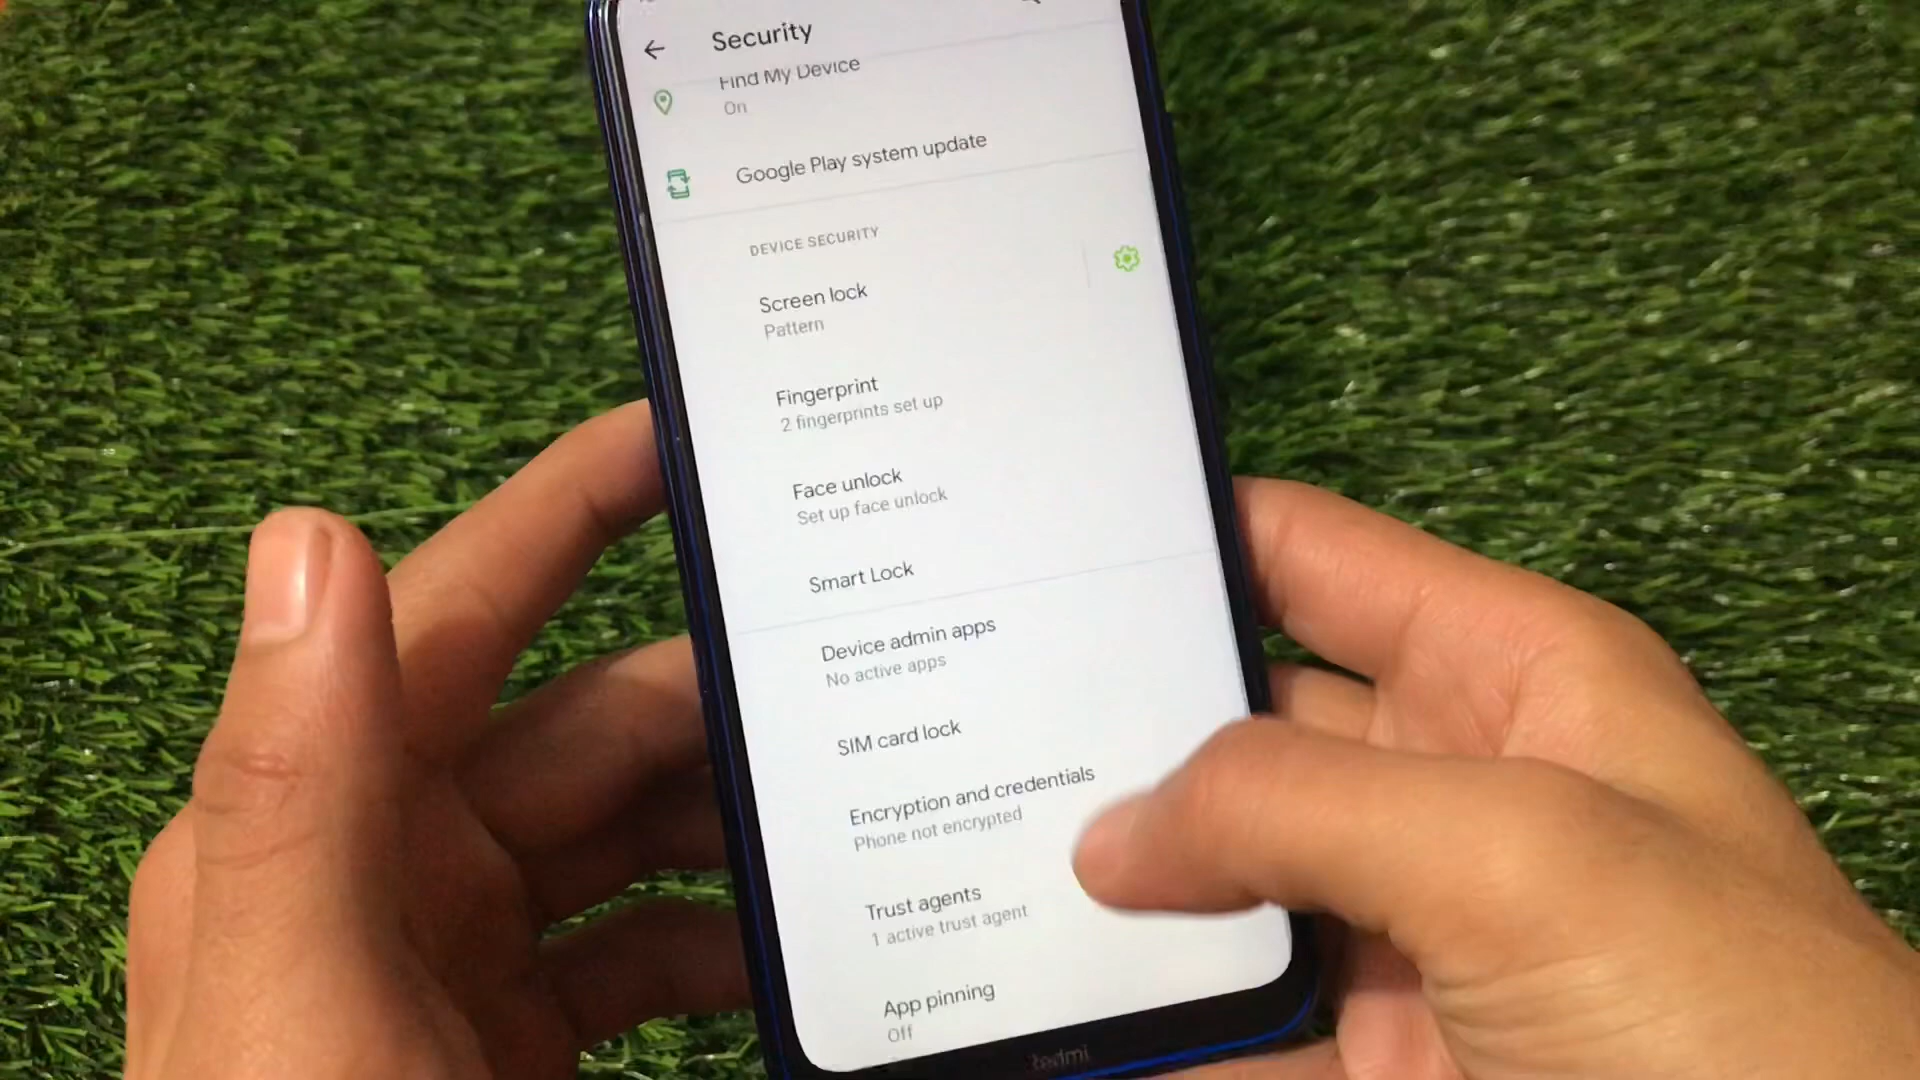 Security
Find My Device
On
Google Play system update
DEVICE SECURITY
Screen lock
Pattern
Fingerprint
2 fingerprints set up
Face unlock
Set up face unlock
Smart Lock
Device admin apps
No active apps
SIM card lock
Encryption and credentials
Phone not encrypted
Trust agents
1 active trust agent
App pinning
Off
Redmi